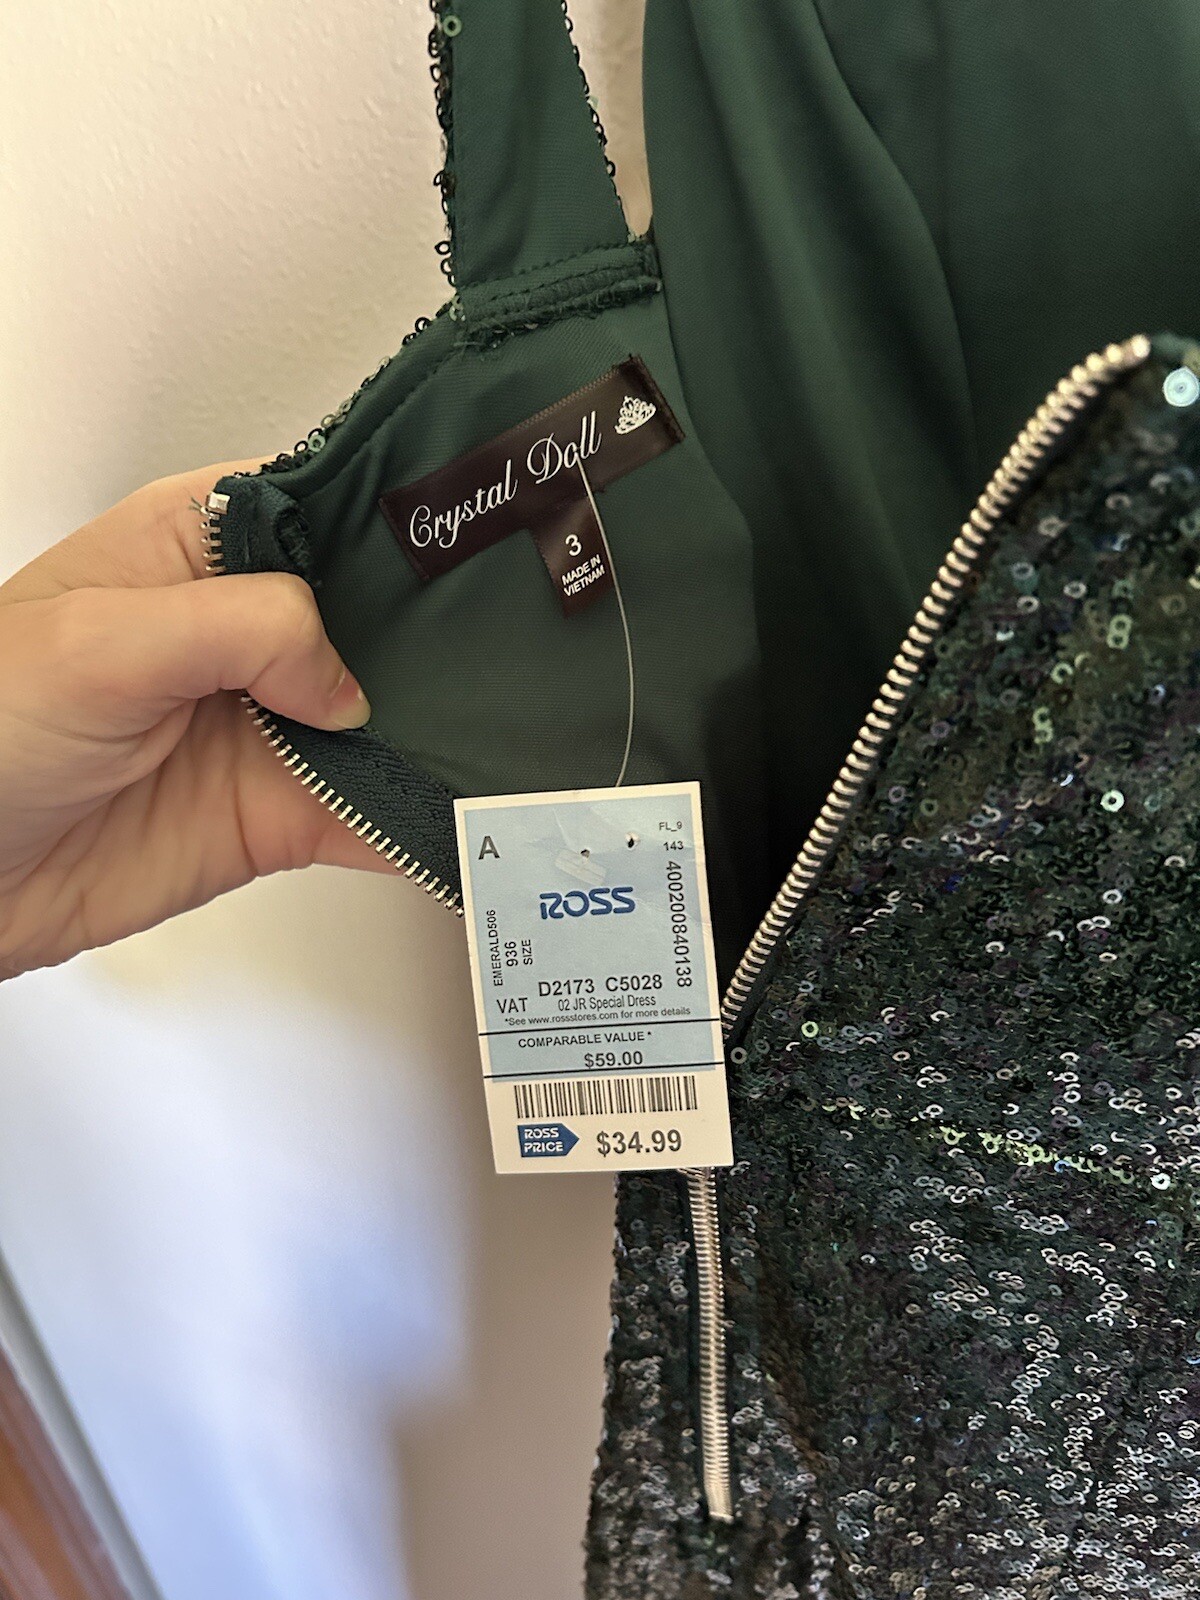 Crystal Doll
3
MADE IN
VIETNAM
FL_9
A
143
400200840138
ROSS
EMERALD506
936
SIZE
D2173 C5028
VAT
02 JR Special Dress
*See www.rossstores.com for more details
COMPARABLE VALUE *
$59.00
ROSS
PRICE
$34.99